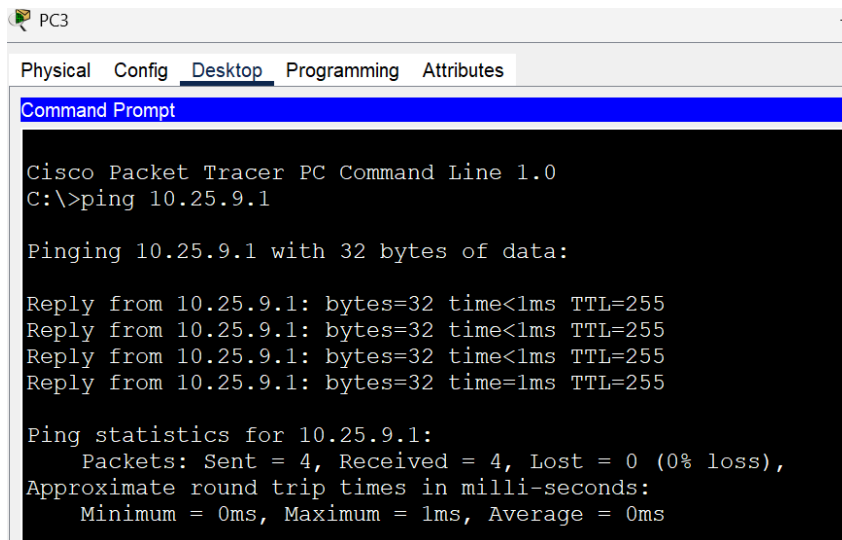 PC3
Physical Config Desktop Programming Attributes
Command Prompt
Cisco Packet Tracer PC Command Line 1.0
C:\>ping 10.25.9.1
Pinging 10.25.9.1 with 32 bytes of data:
Reply from 10.25.9.1: bytes=32 time<1ms TTL=255
Reply from 10.25.9.1: bytes=32 time<1ms TTL=255
Reply from 10.25.9.1: bytes=32 time<1ms TTL=255
Reply from 10.25.9.1: bytes=32 time=1ms TTL=255
Ping statistics for 10.25.9.1:
Packets: Sent = 4, Received = 4, Lost = 0 (0% loss),
Approximate round trip times in milli-seconds:
Minimum = 0ms, Maximum = 1ms, Average = 0ms